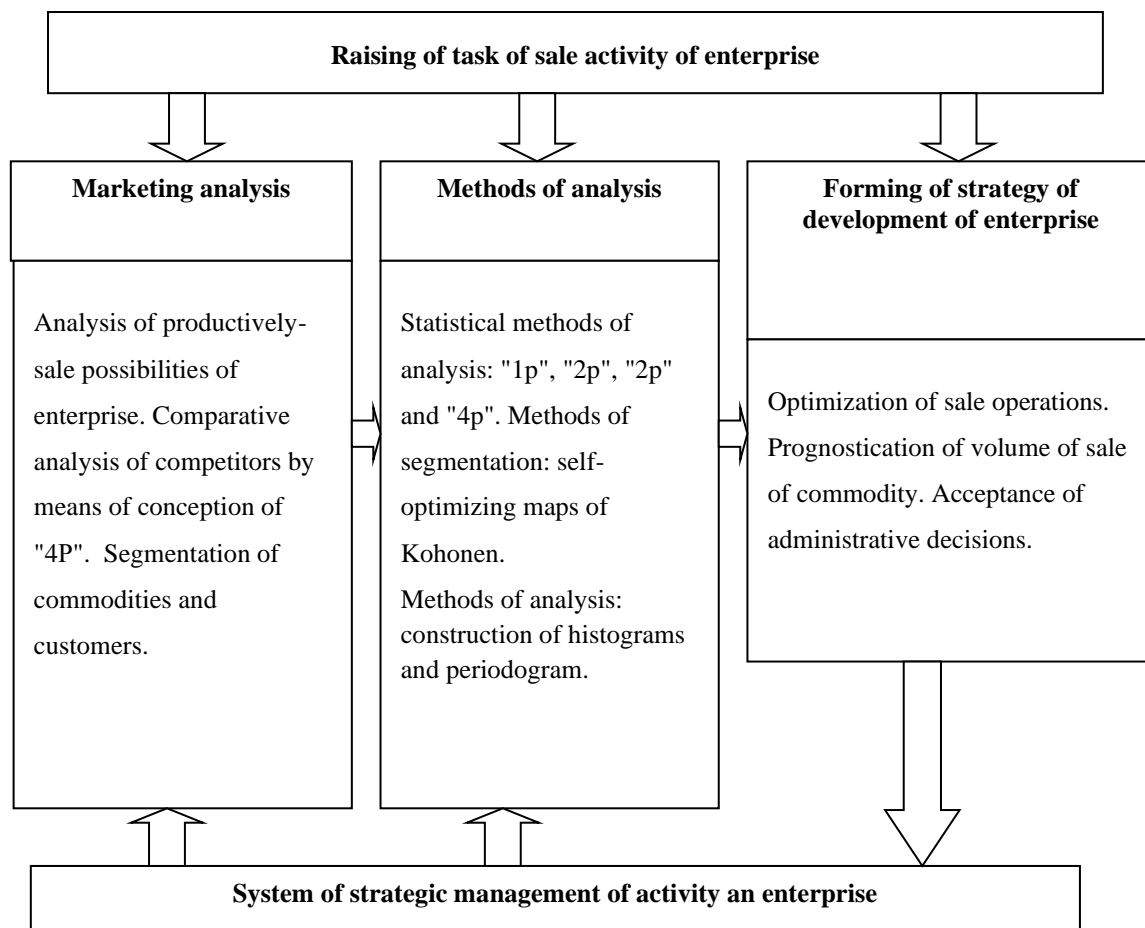 Raising of task of sale activity of enterprise
Marketing analysis
Analysis of productively-
sale possibilities of
enterprise. Comparative
analysis of competitors by
means of conception of
"4P".  Segmentation of
commodities and
customers.
Methods of analysis
Statistical methods of
analysis: "1p", "2p", "2p"
and "4p". Methods of
segmentation: self-
optimizing maps of
Kohonen.
Methods of analysis:
construction of histograms
and periodogram.
Forming of strategy of
development of enterprise
Optimization of sale operations.
Prognostication of volume of sale
of commodity. Acceptance of
administrative decisions.
System of strategic management of activity an enterprise